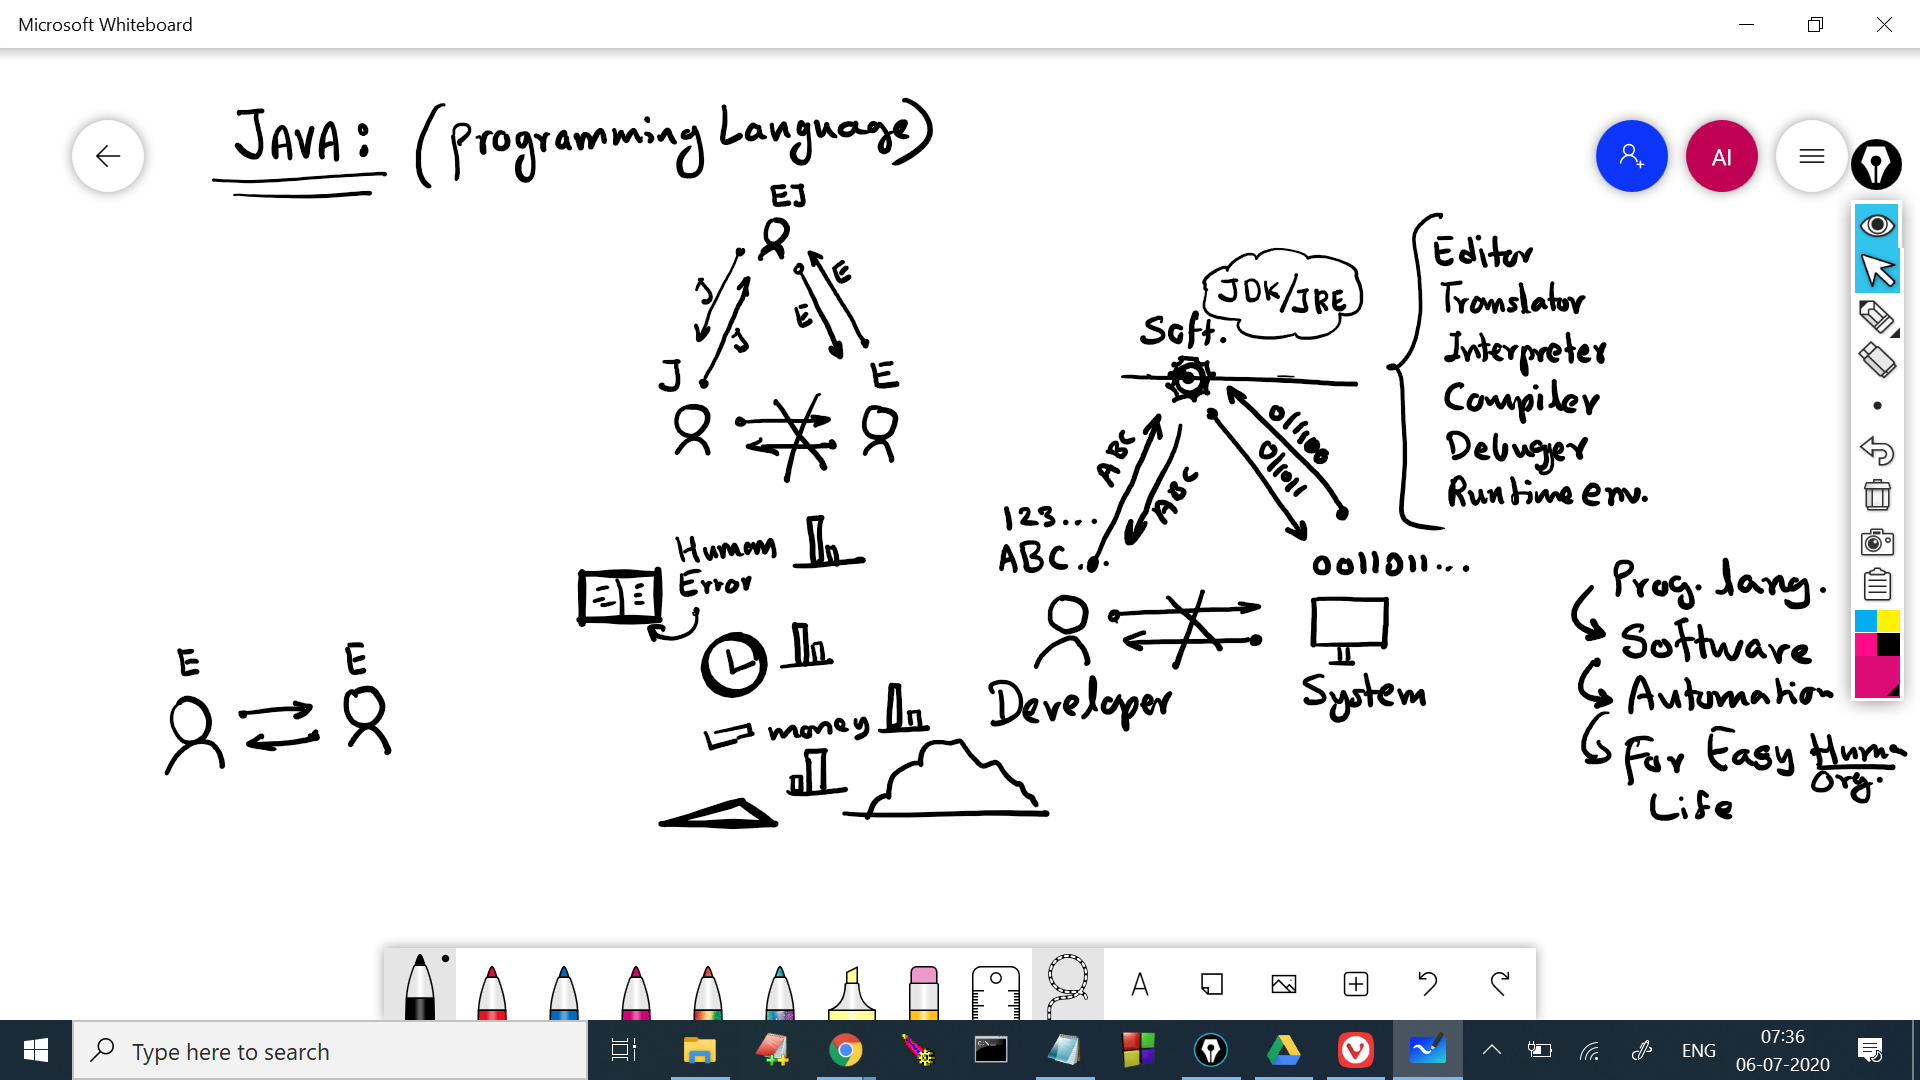 Microsoft Whiteboard
JAVA: (Programming Language)
AI
EJ
J
J
E
E
J
E
Human
Error
money
E
E
JDK/JRE
Soft.
ABC
ABC
011100
01011
123...
ABC...
0011011...
Developer
System
Editor
Translator
Interpreter
Compiler
Debugger
Runtime env.
Prog. lang.
Software
Automation
For Easy Human
Org.
Life
A
Type here to search
ENG
07:36
06-07-2020